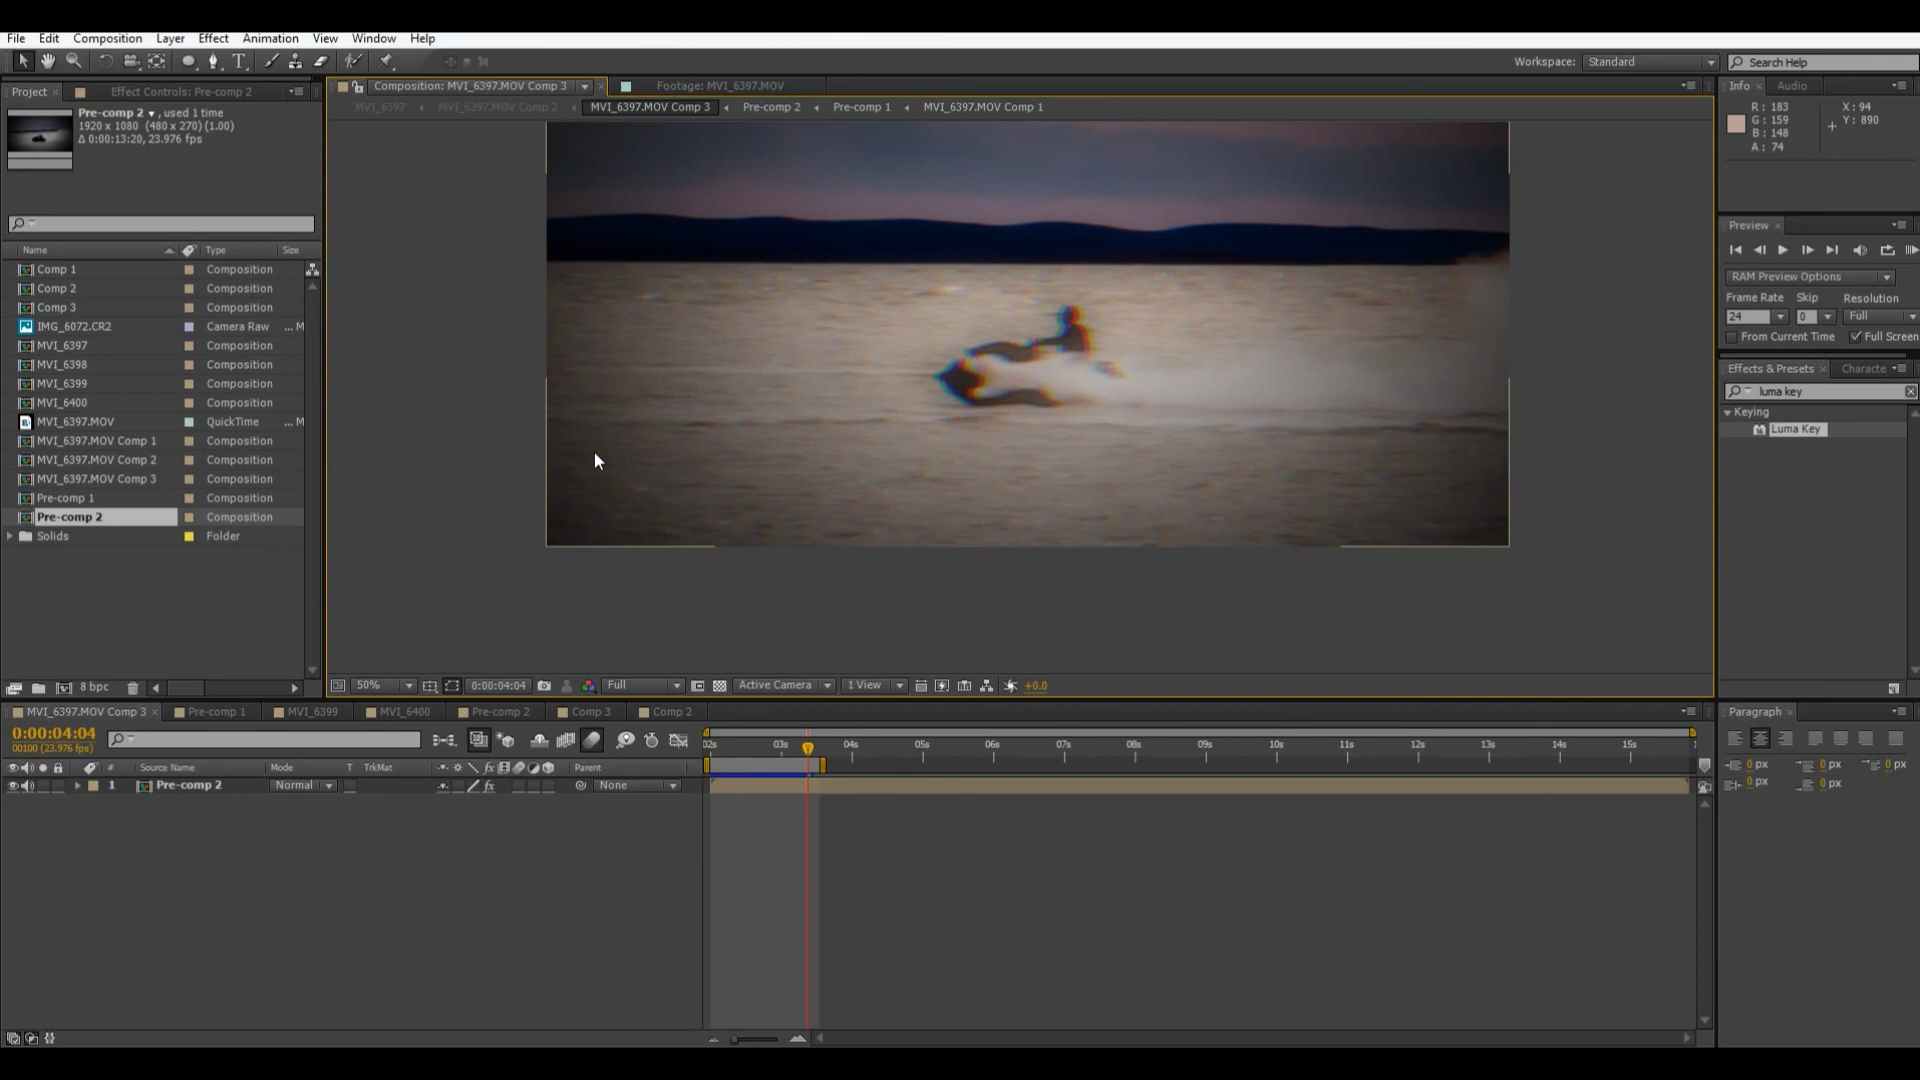 File Edit Composition Layer Effect Animation View Window Help
Workspace: Standard
Search Help
Project
Effect Controls: Pre-comp 2
Pre-comp 2 , used 1 time
1920 x 1080 (480 x 270) (1.00)
Δ 0:00:13:20, 23.976 fps
Name Type Size
Comp 1 Composition
Comp 2 Composition
Comp 3 Composition
IMG_6072.CR2 Camera Raw ... M
MVI_6397 Composition
MVI_6398 Composition
MVI_6399 Composition
MVI_6400 Composition
MVI_6397.MOV QuickTime ... M
MVI_6397.MOV Comp 1 Composition
MVI_6397.MOV Comp 2 Composition
MVI_6397.MOV Comp 3 Composition
Pre-comp 1 Composition
Pre-comp 2 Composition
Solids Folder
8 bpc
Composition: MVI_6397.MOV Comp 3
Footage: MVI_6397.MOV
MVI_6397 MVI_6397.MOV Comp 2 MVI_6397.MOV Comp 3 Pre-comp 2 Pre-comp 1 MVI_6397.MOV Comp 1
50% 0:00:04:04 Full Active Camera 1 View +0.0
Info Audio
R: 183 X: 94
G: 159 Y: 890
B: 148
A: 74
Preview
RAM Preview Options
Frame Rate Skip Resolution
24 0 Full
From Current Time Full Screen
Effects & Presets Characte
luma key
Keying
Luma Key
MVI_6397.MOV Comp 3 Pre-comp 1 MVI_6399 MVI_6400 Pre-comp 2 Comp 3 Comp 2
0:00:04:04
00100 (23.976 fps)
02s 03s 04s 05s 06s 07s 08s 09s 10s 11s 12s 13s 14s 15s 1
# Source Name Mode T TrkMat fx Parent
1 Pre-comp 2 Normal fx None
Paragraph
0 px 0 px 0 px
0 px 0 px